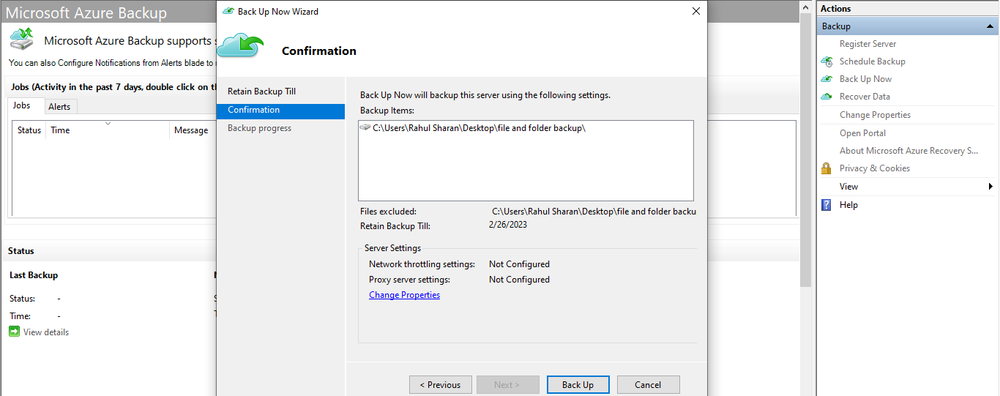 Microsoft Azure Backup
Microsoft Azure Backup supports
You can also Configure Notifications from Alerts blade to
Jobs (Activity in the past 7 days, double click on th
Jobs
Alerts
Status
Time
Message
Status
Last Backup
Status: -
Time: -
View details
Back Up Now Wizard
Confirmation
Retain Backup Till
Confirmation
Backup progress
Back Up Now will backup this server using the following settings.
Backup Items:
C:\Users\Rahul Sharan\Desktop\file and folder backup\
Files excluded: C:\Users\Rahul Sharan\Desktop\file and folder backu
Retain Backup Till: 2/26/2023
Server Settings
Network throttling settings: Not Configured
Proxy server settings: Not Configured
Change Properties
< Previous
Next >
Back Up
Cancel
Actions
Backup
Register Server
Schedule Backup
Back Up Now
Recover Data
Change Properties
Open Portal
About Microsoft Azure Recovery S...
Privacy & Cookies
View
Help